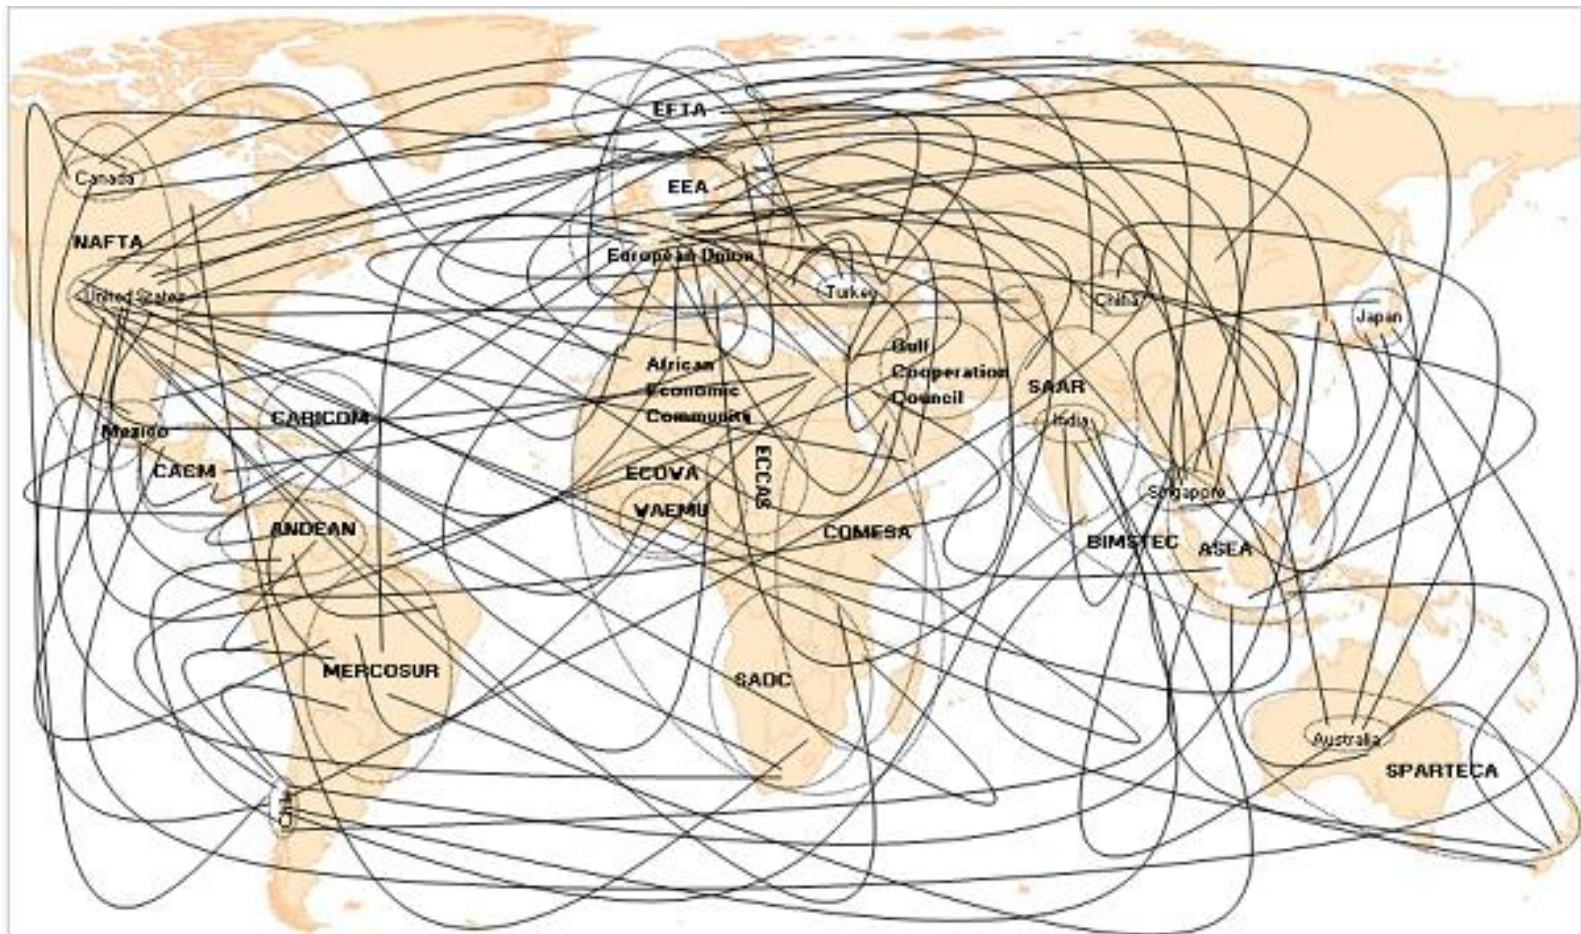 EFTA
Canada
EEA
NAFTA
European Union
United States
Turkey
China
Japan
African
Economic
Community
Gulf
Cooperation
Council
SAAR
CARICOM
India
Mexico
CACM
ECOWA
ECCAS
WAEMU
Singapore
ANDEAN
COMESA
BIMSTEC
ASEA
MERCOSUR
SADC
Australia
SPARTECA
Chile